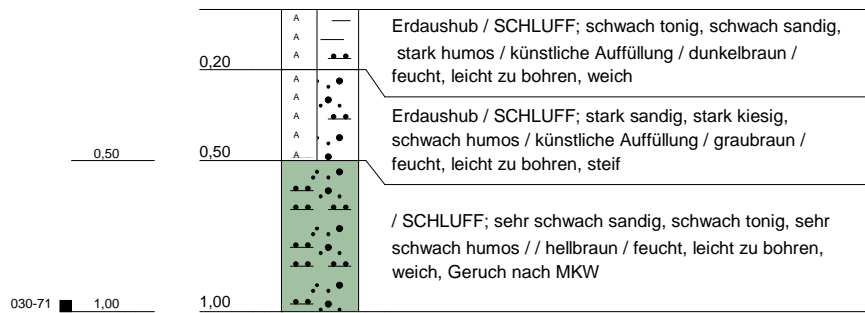 A
A
A
Erdaushub / SCHLUFF; schwach tonig, schwach sandig,
stark humos / künstliche Auffüllung / dunkelbraun /
feucht, leicht zu bohren, weich
0,20
A
A
A
A
A
Erdaushub / SCHLUFF; stark sandig, stark kiesig,
schwach humos / künstliche Auffüllung / graubraun /
feucht, leicht zu bohren, steif
0,50
0,50
/ SCHLUFF; sehr schwach sandig, schwach tonig, sehr
schwach humos / / hellbraun / feucht, leicht zu bohren,
weich, Geruch nach MKW
030-71 1,00
1,00